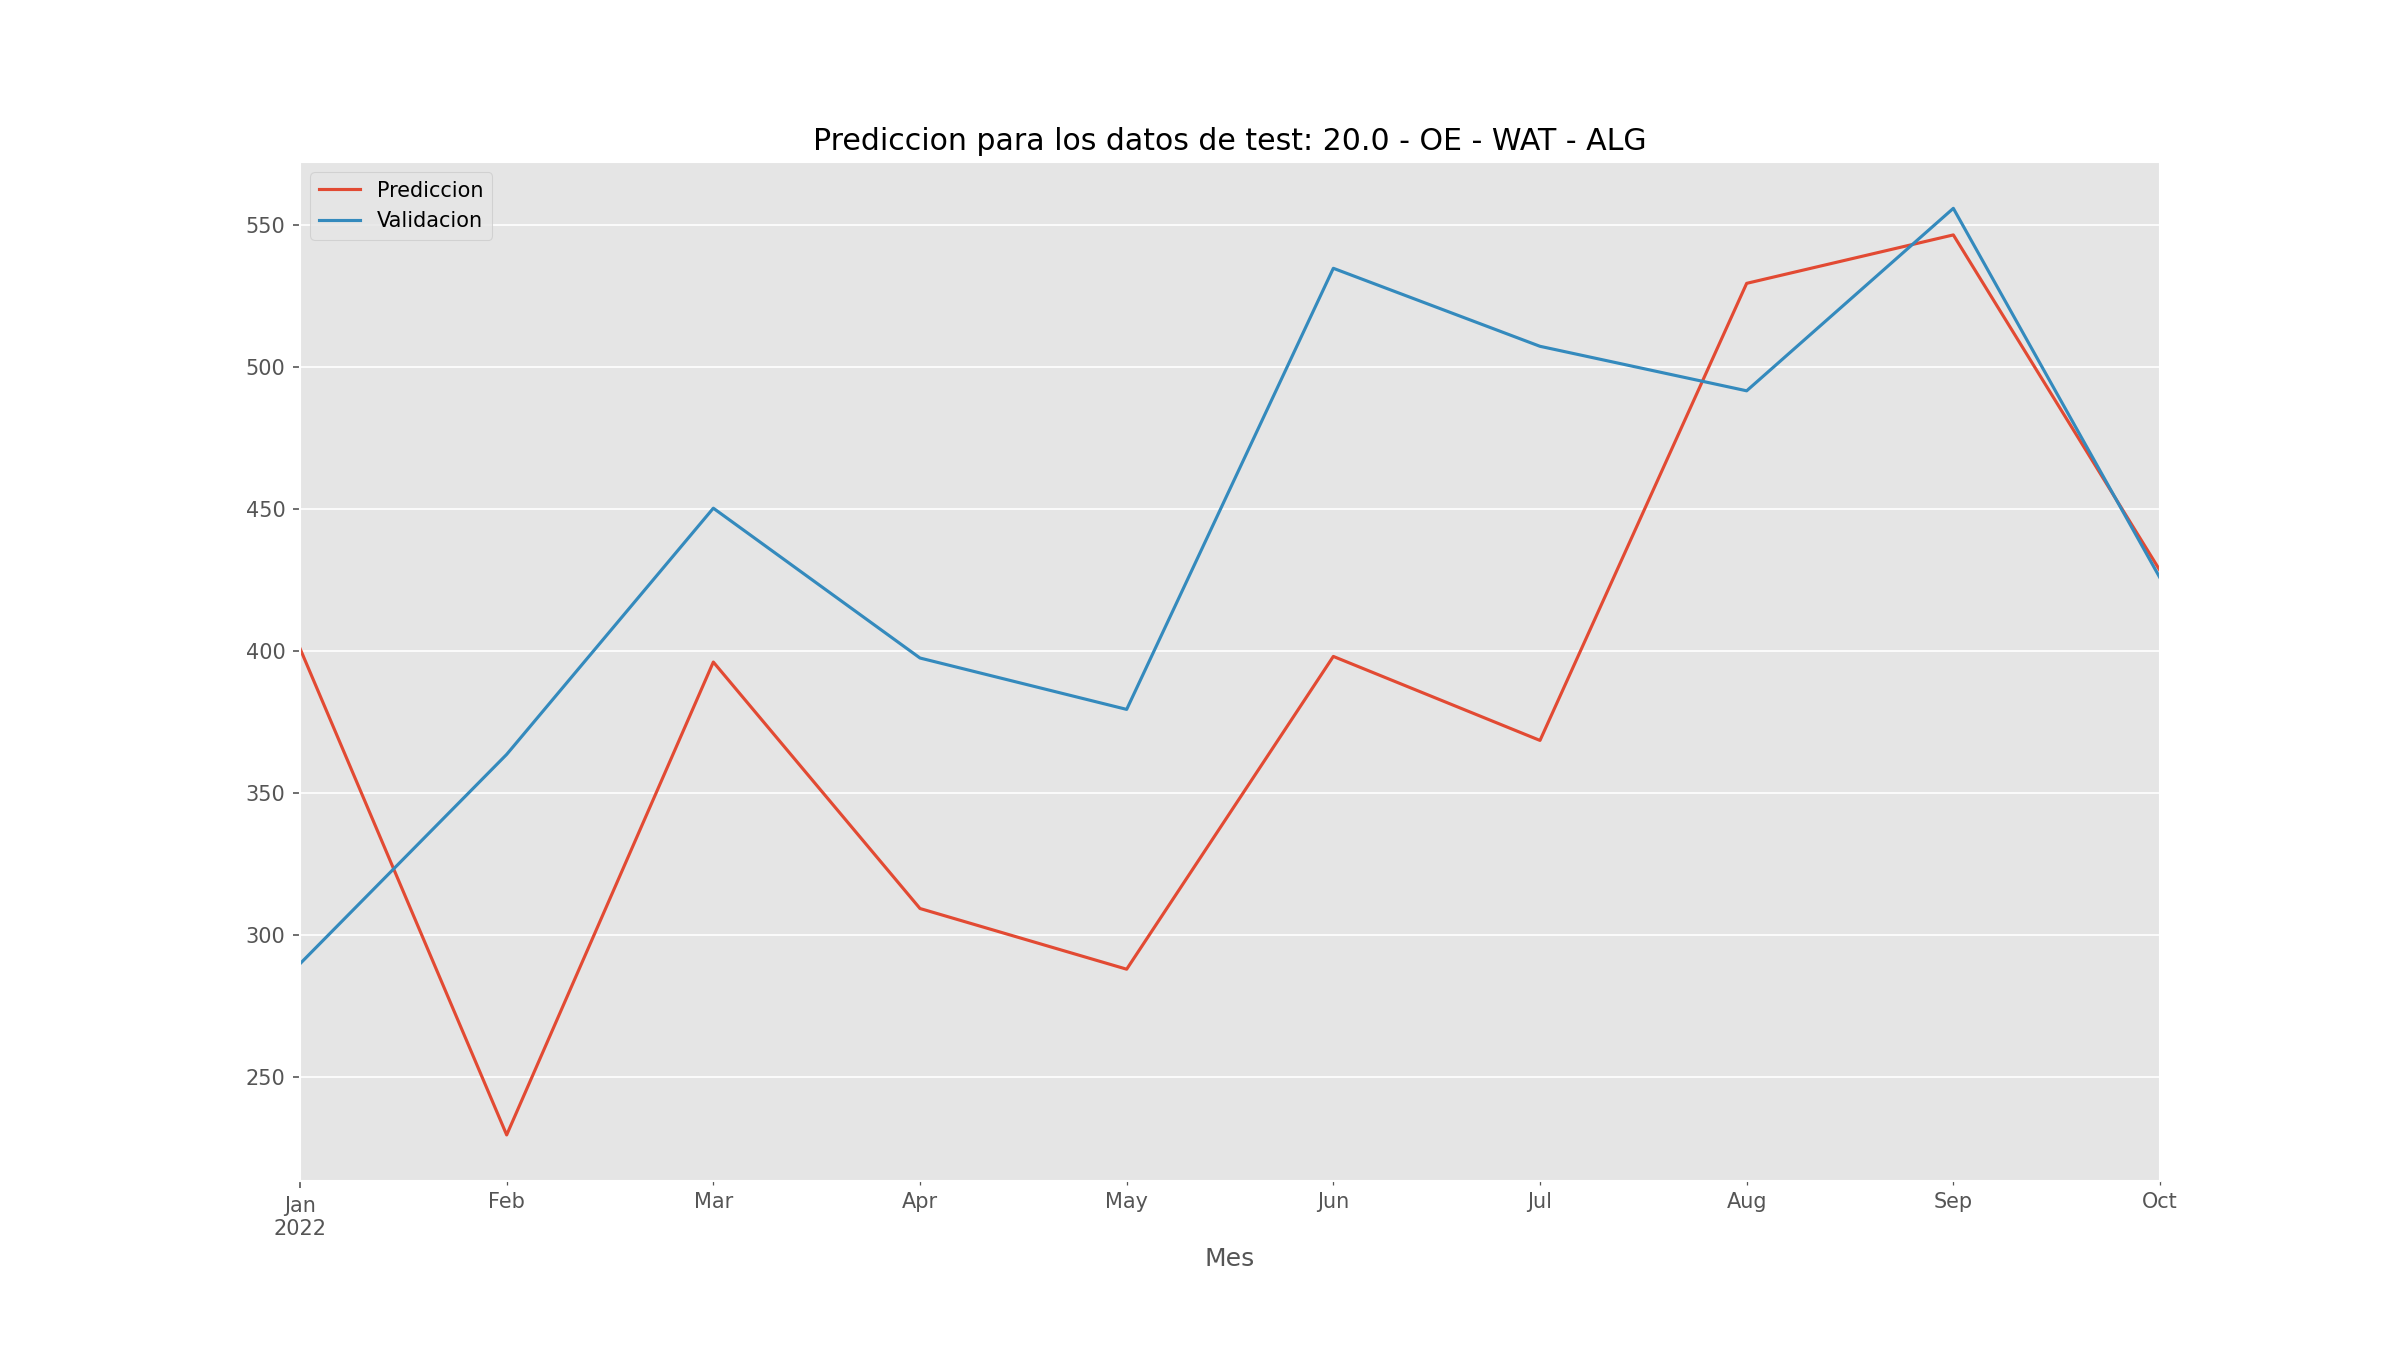 Prediccion para los datos de test: 20.0 - OE - WAT - ALG
Prediccion
Validacion
550
500
450
400
350
300
250
Jan Feb Mar Apr May Jun Jul Aug Sep Oct
2022
Mes